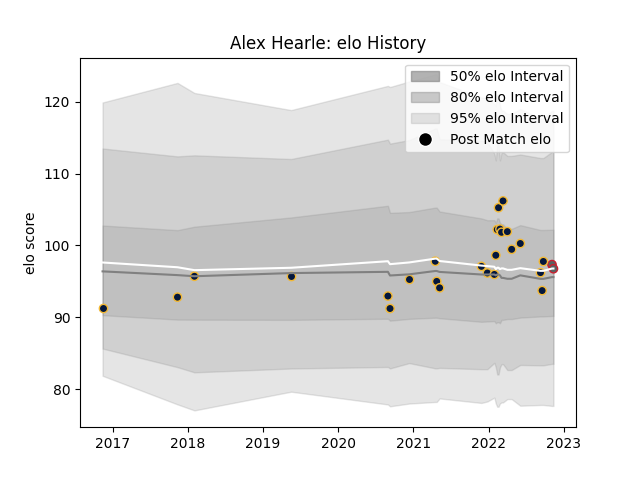 Alex Hearle: elo History
50% elo Interval
80% elo Interval
95% elo Interval
Post Match elo
elo score
120
110
100
90
80
2017 2018 2019 2020 2021 2022 2023